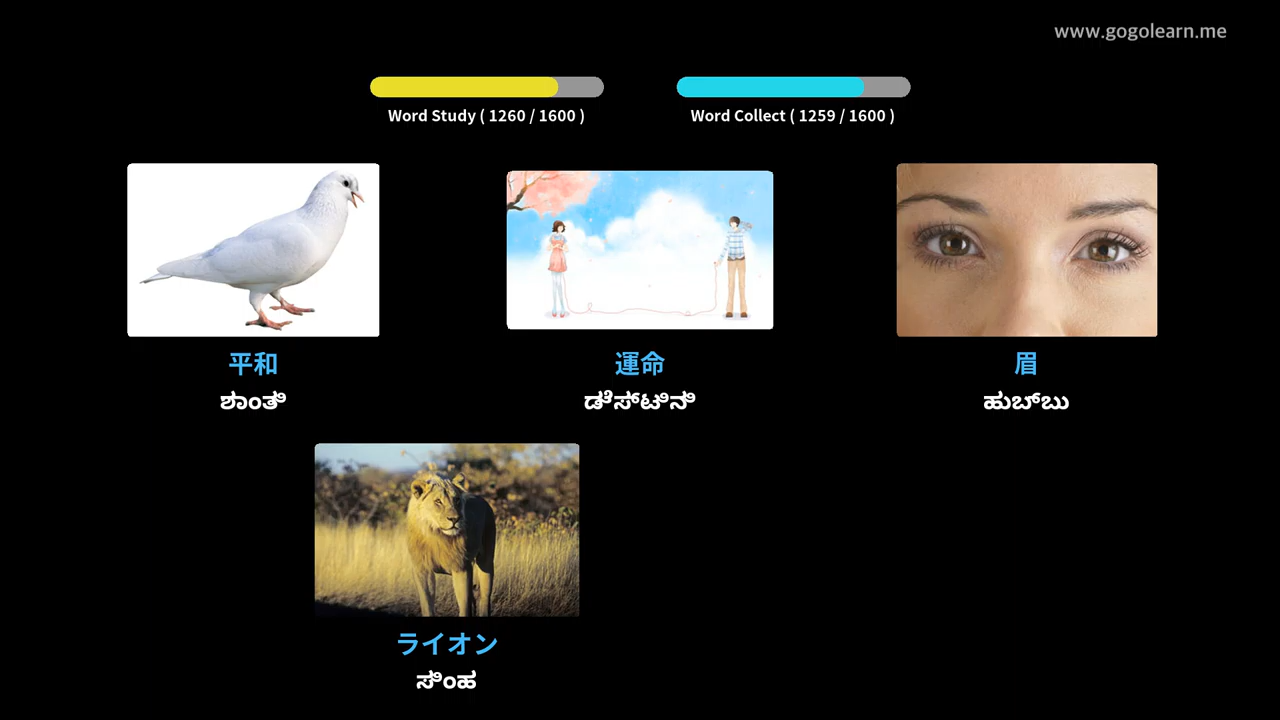 www.gogolearn.me
Word Study ( 1260 / 1600 )
Word Collect ( 1259 / 1600 )
平和
ಶಾಂತಿ
運命
ಡೆಸ್ಟಿನಿ
眉
ಹುಬ್ಬು
ライオン
ಸಿಂಹ